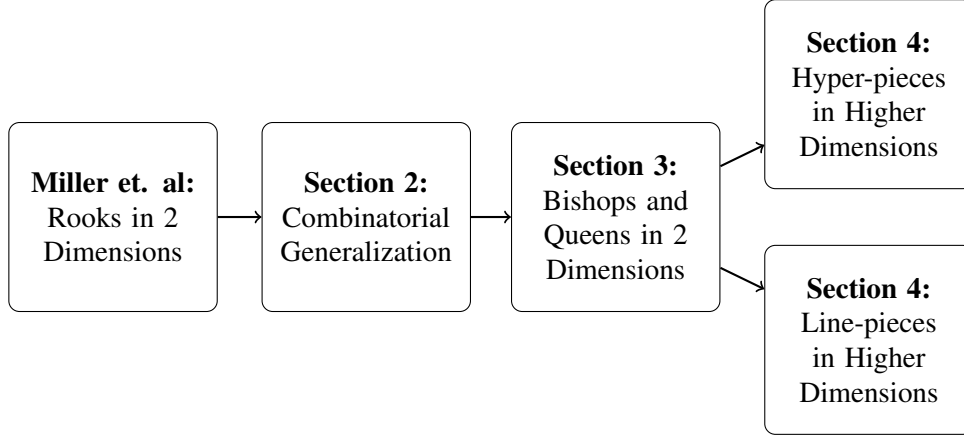 Miller et. al:
Rooks in 2
Dimensions
Section 2:
Combinatorial
Generalization
Section 3:
Bishops and
Queens in 2
Dimensions
Section 4:
Hyper-pieces
in Higher
Dimensions
Section 4:
Line-pieces
in Higher
Dimensions